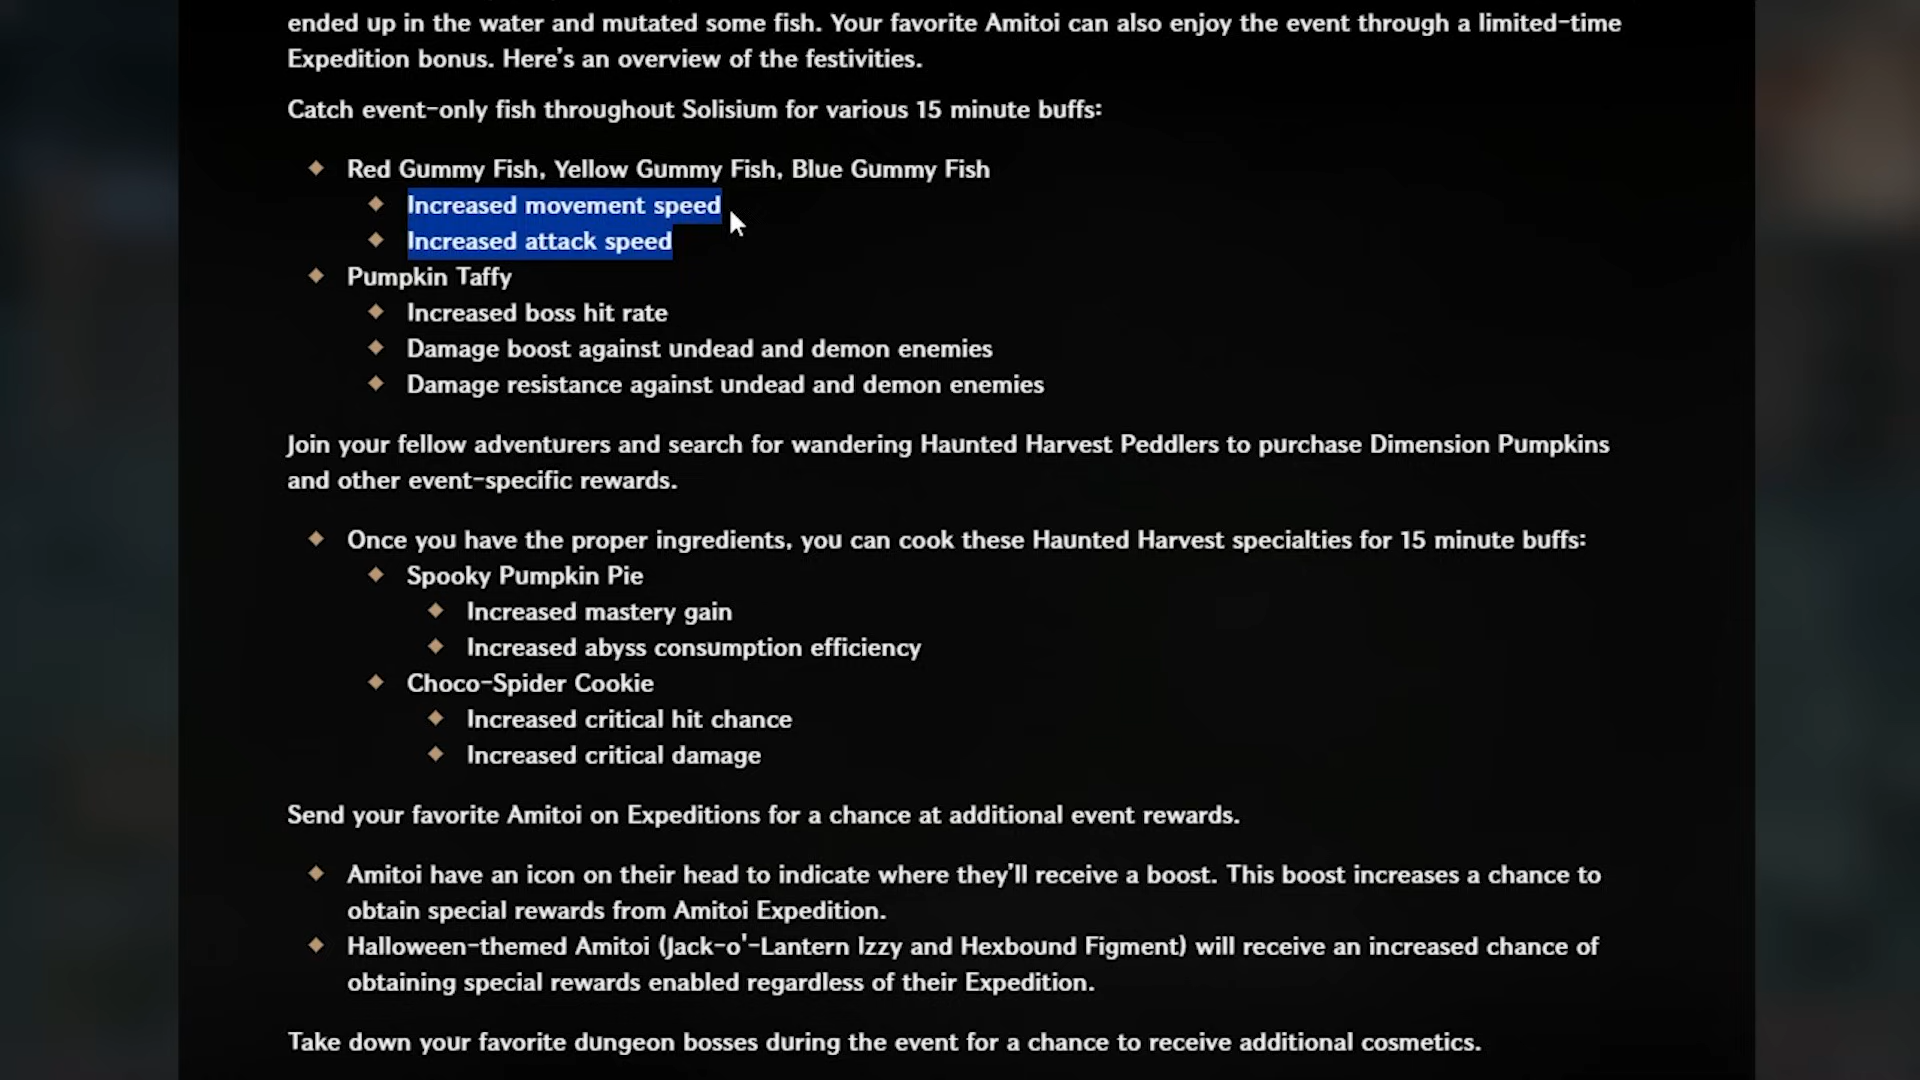 ended up in the water and mutated some fish. Your favorite Amitoi can also enjoy the event through a limited-time
Expedition bonus. Here's an overview of the festivities.
Catch event-only fish throughout Solisium for various 15 minute buffs:
Red Gummy Fish, Yellow Gummy Fish, Blue Gummy Fish
Increased movement speed
Increased attack speed
Pumpkin Taffy
Increased boss hit rate
Damage boost against undead and demon enemies
Damage resistance against undead and demon enemies
Join your fellow adventurers and search for wandering Haunted Harvest Peddlers to purchase Dimension Pumpkins
and other event-specific rewards.
Once you have the proper ingredients, you can cook these Haunted Harvest specialties for 15 minute buffs:
Spooky Pumpkin Pie
Increased mastery gain
Increased abyss consumption efficiency
Choco-Spider Cookie
Increased critical hit chance
Increased critical damage
Send your favorite Amitoi on Expeditions for a chance at additional event rewards.
Amitoi have an icon on their head to indicate where they'll receive a boost. This boost increases a chance to
obtain special rewards from Amitoi Expedition.
Halloween-themed Amitoi (Jack-o'-Lantern Izzy and Hexbound Figment) will receive an increased chance of
obtaining special rewards enabled regardless of their Expedition.
Take down your favorite dungeon bosses during the event for a chance to receive additional cosmetics.